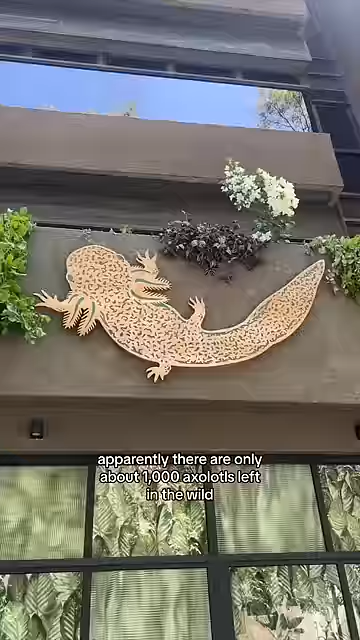 apparently there are only
about 1,000 axolotls left
in the wild